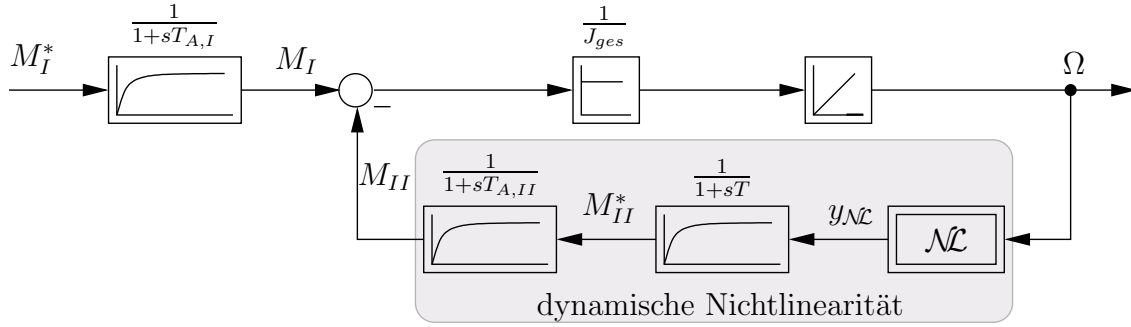 1/(1+sT_{A,I})
1/J_{ges}
M_I^*
M_I
Ω
−
M_{II}
1/(1+sT_{A,II})
M_{II}^*
1/(1+sT)
y_{NL}
NL
dynamische Nichtlinearität